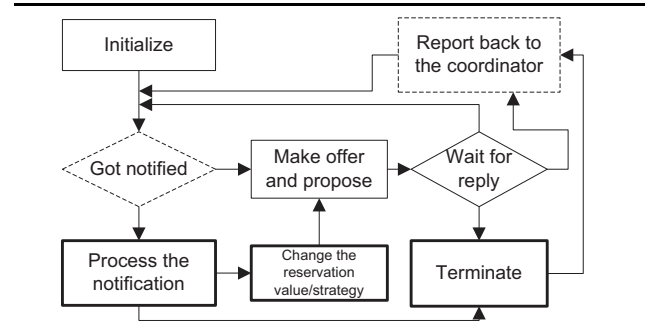 Initialize
Report back to
the coordinator
Got notified
Make offer
and propose
Wait for
reply
Process the
notification
Change the
reservation
value/strategy
Terminate